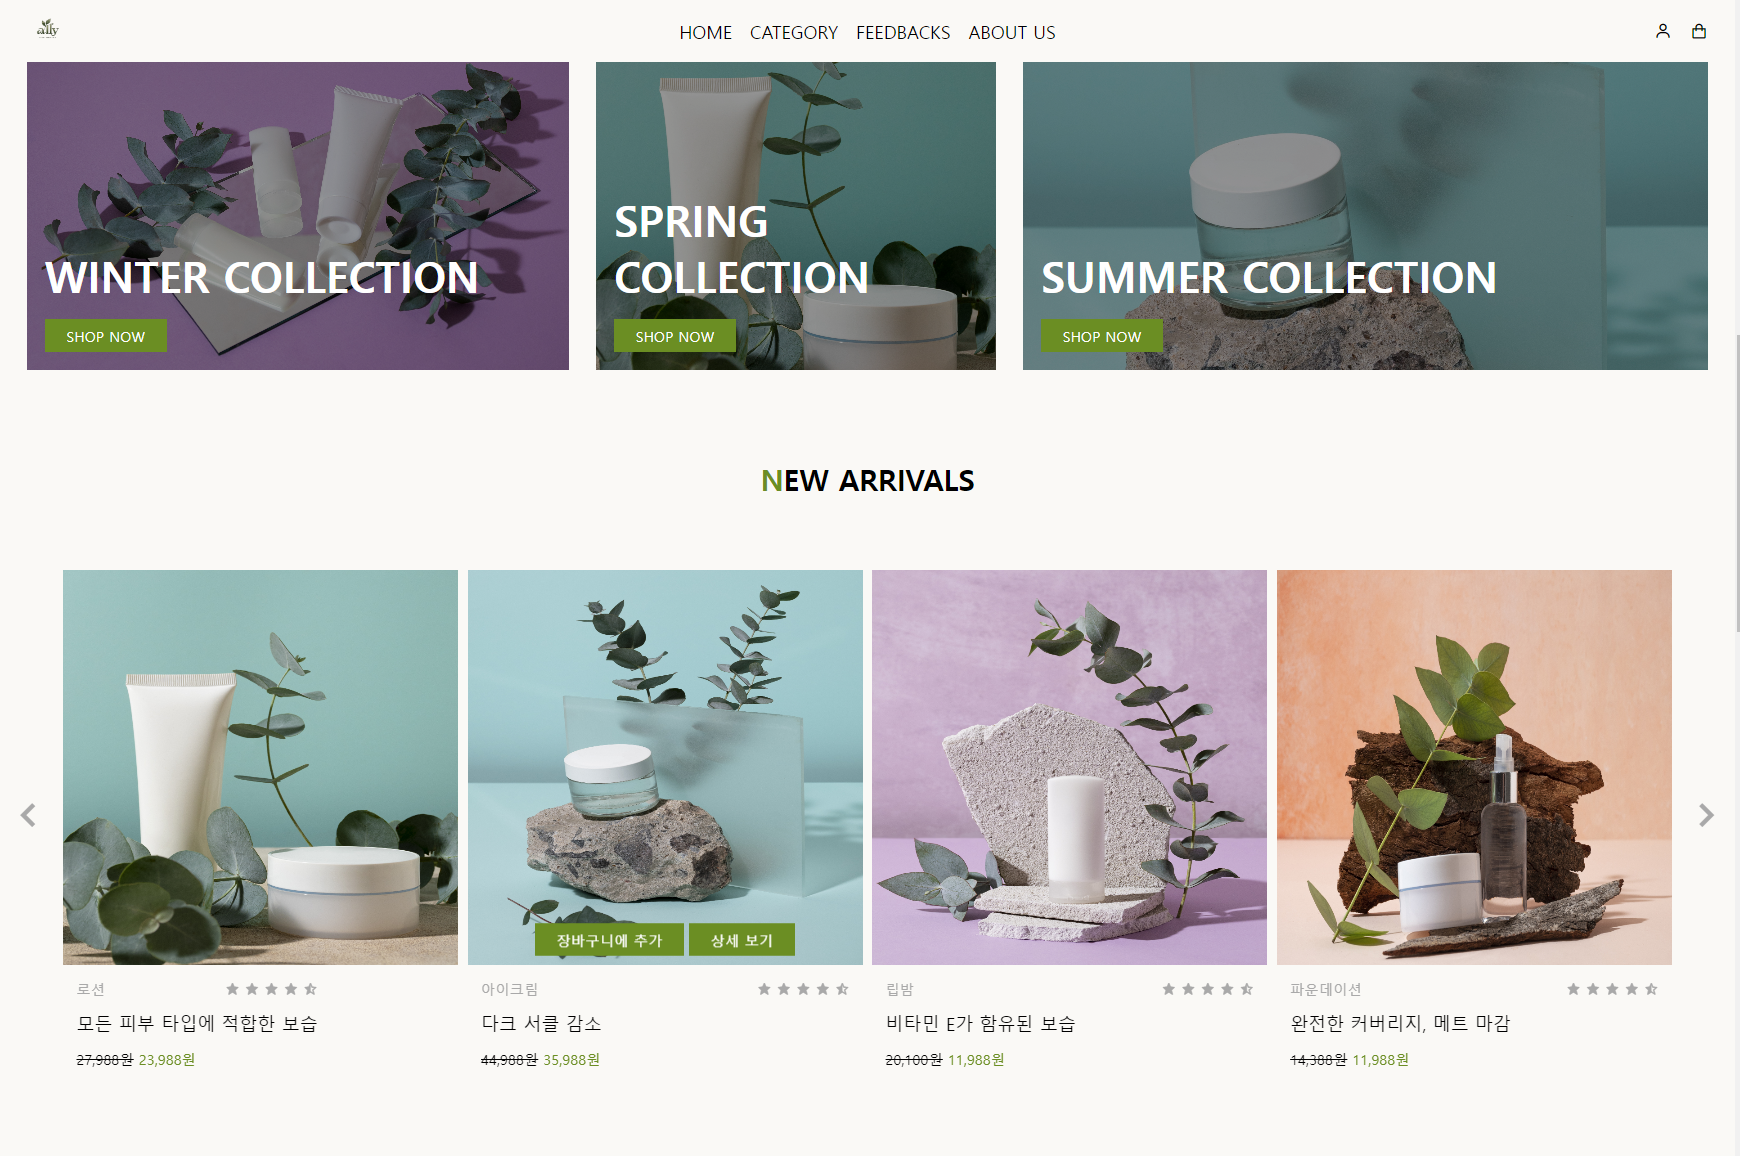 ally
HOME CATEGORY FEEDBACKS ABOUT US
WINTER COLLECTION
SHOP NOW
SPRING
COLLECTION
SHOP NOW
SUMMER COLLECTION
SHOP NOW
NEW ARRIVALS
장바구니에 추가 상세 보기
로션
모든 피부 타입에 적합한 보습
27,988원 23,988원
아이크림
다크 서클 감소
44,988원 35,988원
립밤
비타민 E가 함유된 보습
20,100원 11,988원
파운데이션
완전한 커버리지, 매트 마감
14,388원 11,988원